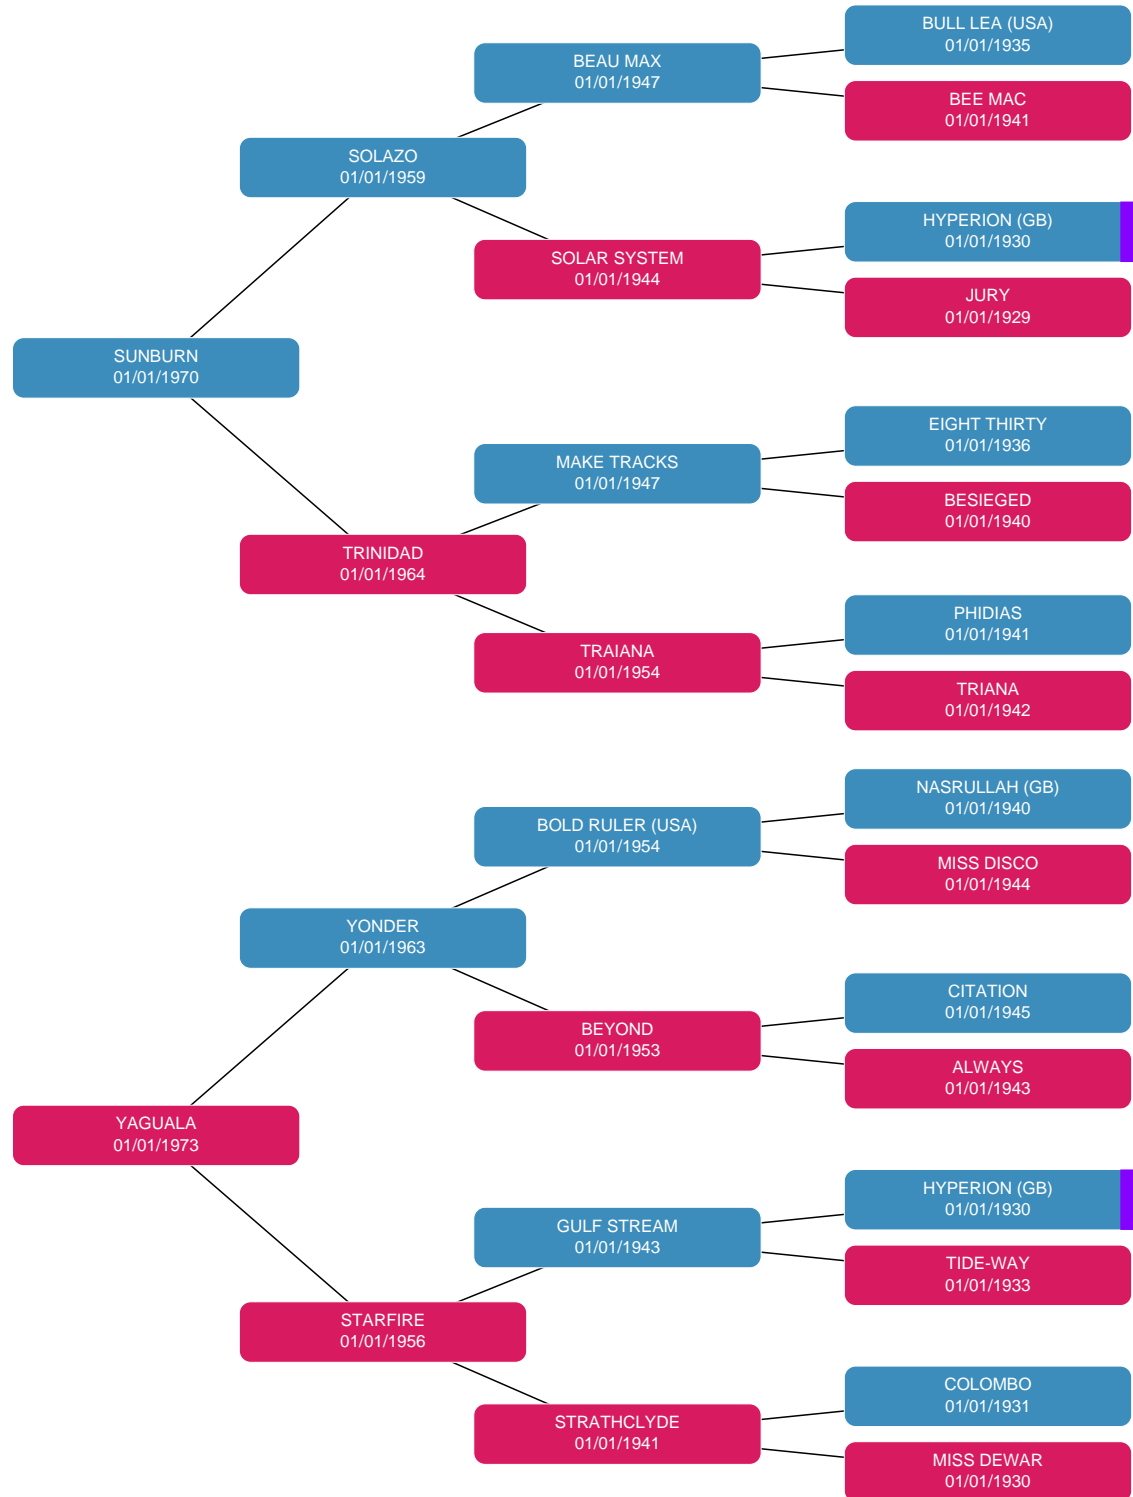 BULL LEA (USA)
01/01/1935
BEAU MAX
01/01/1947
BEE MAC
01/01/1941
SOLAZO
01/01/1959
HYPERION (GB)
01/01/1930
SOLAR SYSTEM
01/01/1944
JURY
01/01/1929
SUNBURN
01/01/1970
EIGHT THIRTY
01/01/1936
MAKE TRACKS
01/01/1947
BESIEGED
01/01/1940
TRINIDAD
01/01/1964
PHIDIAS
01/01/1941
TRAIANA
01/01/1954
TRIANA
01/01/1942
NASRULLAH (GB)
01/01/1940
BOLD RULER (USA)
01/01/1954
MISS DISCO
01/01/1944
YONDER
01/01/1963
CITATION
01/01/1945
BEYOND
01/01/1953
ALWAYS
01/01/1943
YAGUALA
01/01/1973
HYPERION (GB)
01/01/1930
GULF STREAM
01/01/1943
TIDE-WAY
01/01/1933
STARFIRE
01/01/1956
COLOMBO
01/01/1931
STRATHCLYDE
01/01/1941
MISS DEWAR
01/01/1930